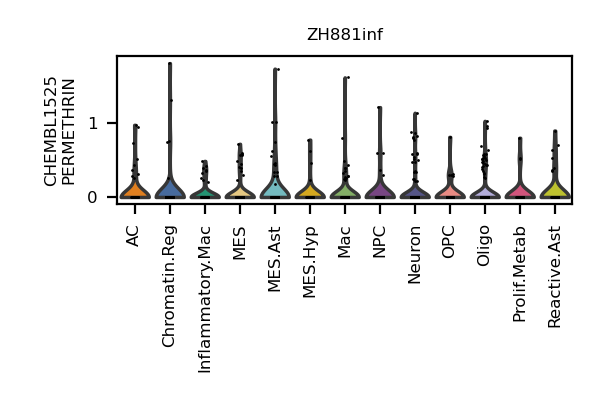 ZH881inf
CHEMBL1525
PERMETHRIN
1
0
AC
Chromatin.Reg
Inflammatory.Mac
MES
MES.Ast
MES.Hyp
Mac
NPC
Neuron
OPC
Oligo
Prolif.Metab
Reactive.Ast